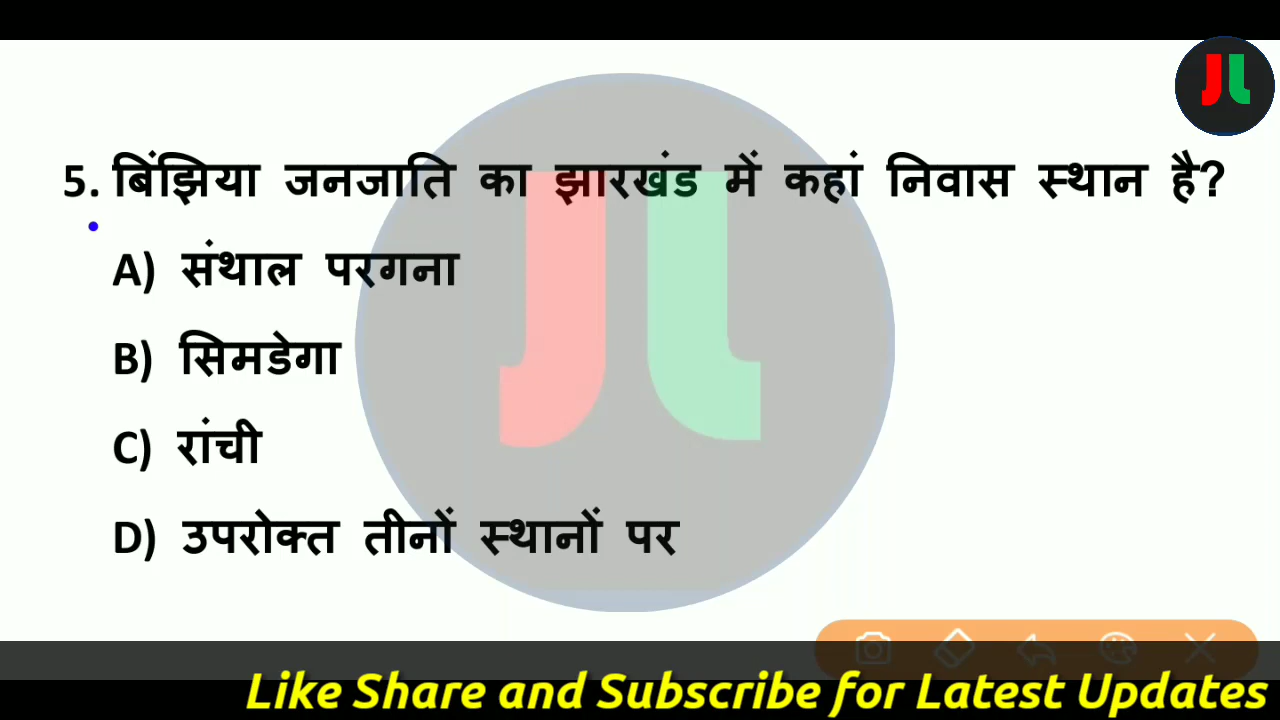 5. बिंझिया जनजाति का झारखंड में कहां निवास स्थान है?
A) संथाल परगना
B) सिमडेगा
C) रांची
D) उपरोक्त तीनों स्थानों पर
Like Share and Subscribe for Latest Updates